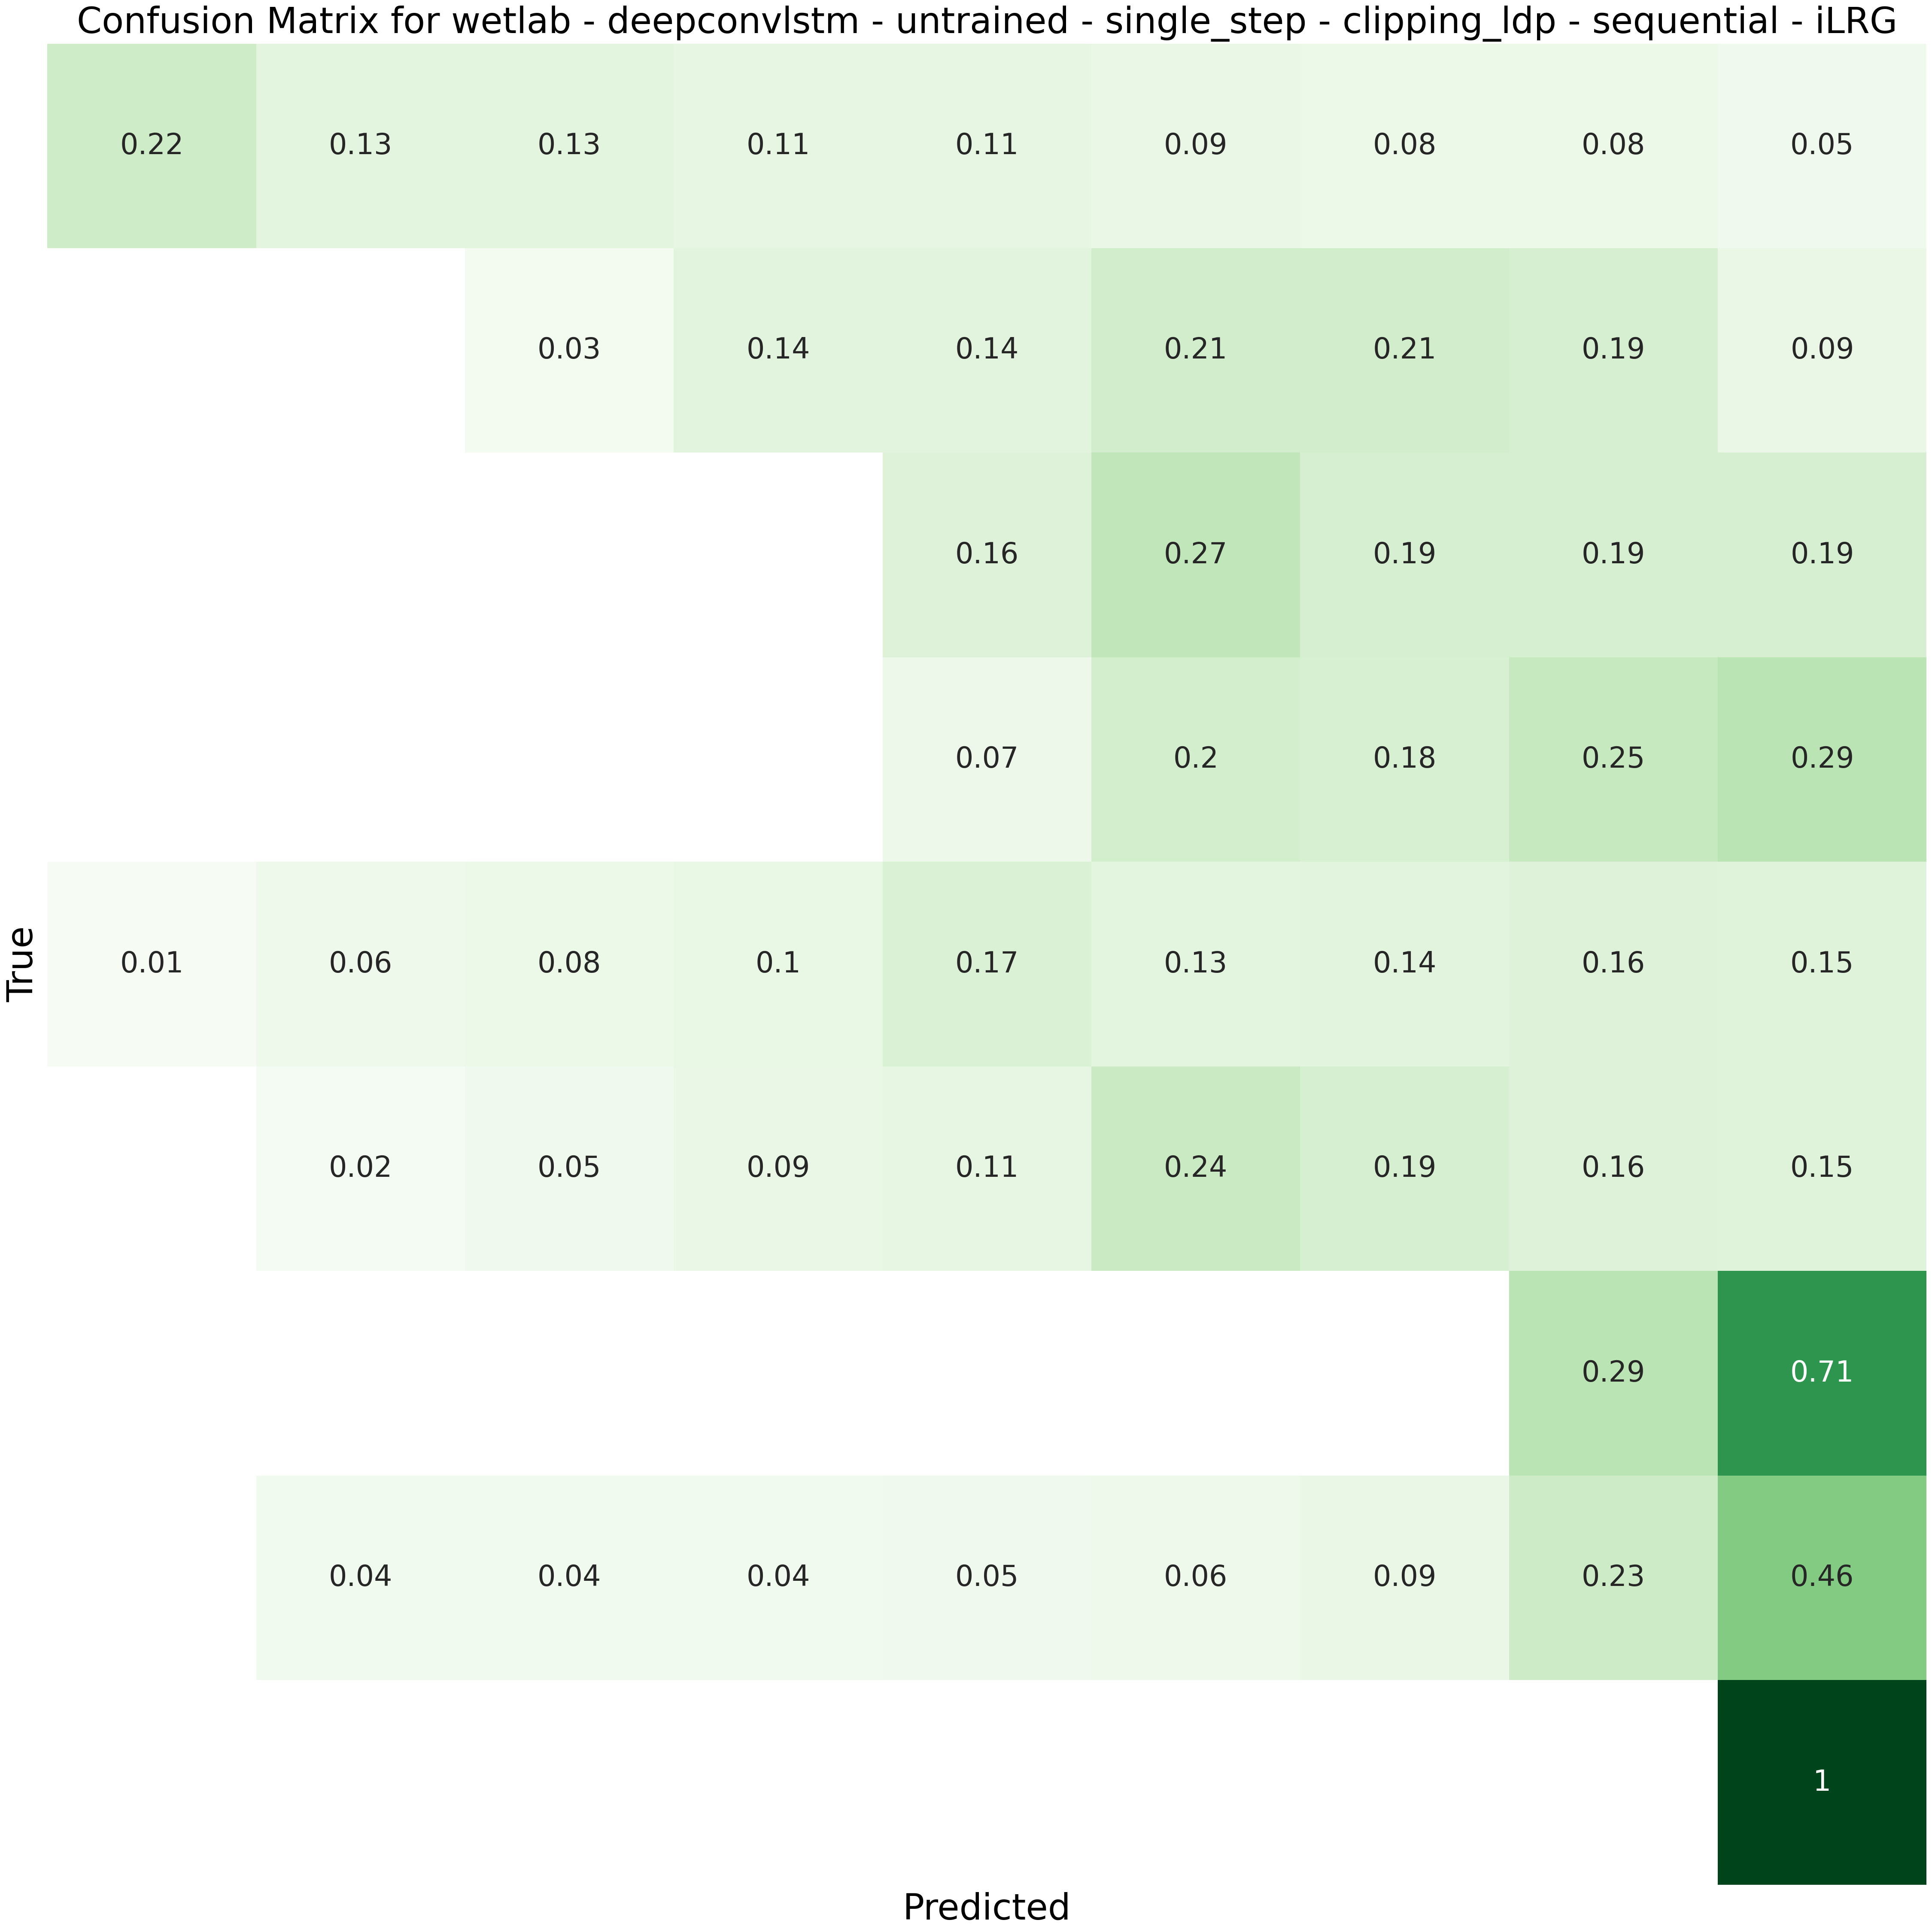 Confusion Matrix for wetlab - deepconvlstm - untrained - single_step - clipping_ldp - sequential - iLRG
0.22 0.13 0.13 0.11 0.11 0.09 0.08 0.08 0.05
0.03 0.14 0.14 0.21 0.21 0.19 0.09
0.16 0.27 0.19 0.19 0.19
0.07 0.2 0.18 0.25 0.29
0.01 0.06 0.08 0.1 0.17 0.13 0.14 0.16 0.15
True
0.02 0.05 0.09 0.11 0.24 0.19 0.16 0.15
0.29 0.71
0.04 0.04 0.04 0.05 0.06 0.09 0.23 0.46
1
Predicted